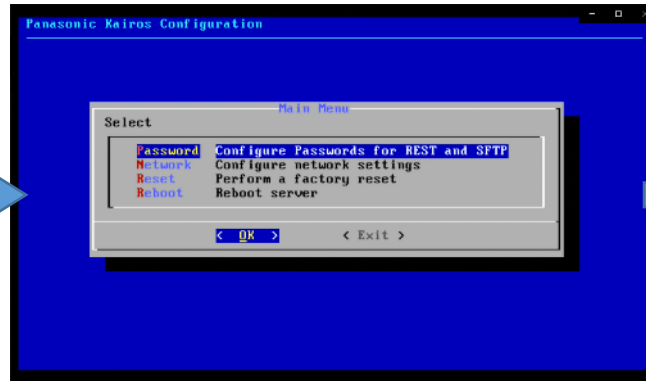 Panasonic Kairos Configuration
Main Menu
Select
Password Configure Passwords for REST and SFTP
Network Configure network settings
Reset Perform a factory reset
Reboot Reboot server
< OK > < Exit >